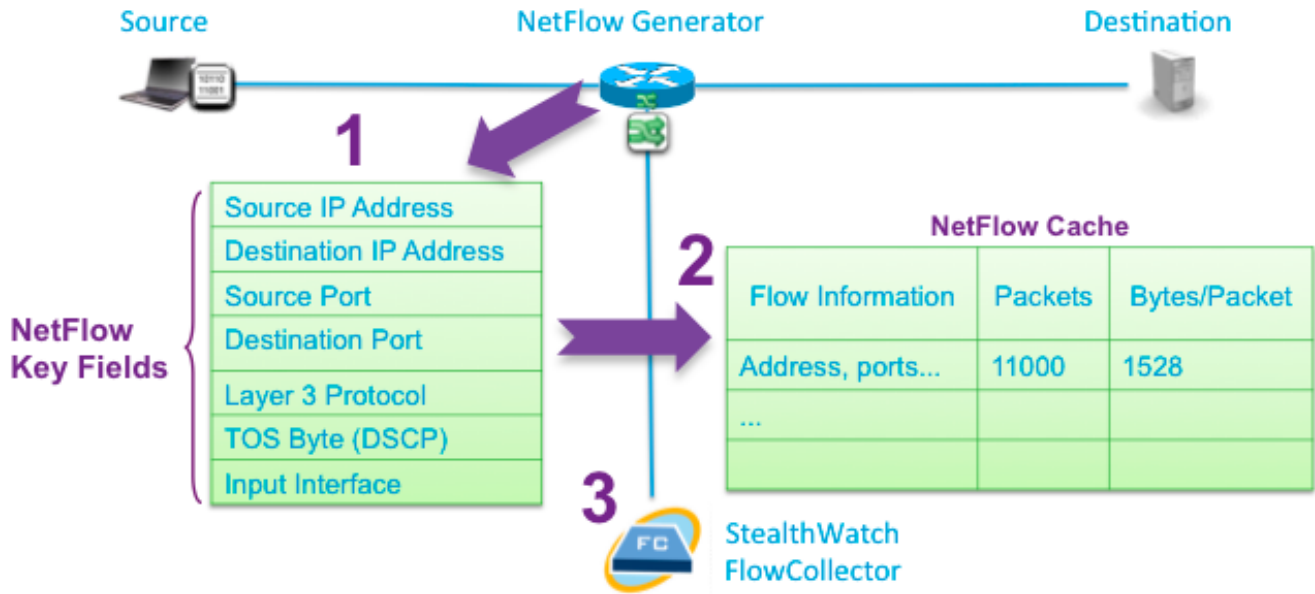 Source
NetFlow Generator
Destination
10110
11001
1
Source IP Address
Destination IP Address
Source Port
Destination Port
Layer 3 Protocol
TOS Byte (DSCP)
Input Interface
NetFlow
Key Fields
2
NetFlow Cache
Flow Information Packets Bytes/Packet
Address, ports... 11000 1528
...
3
FC
StealthWatch
FlowCollector